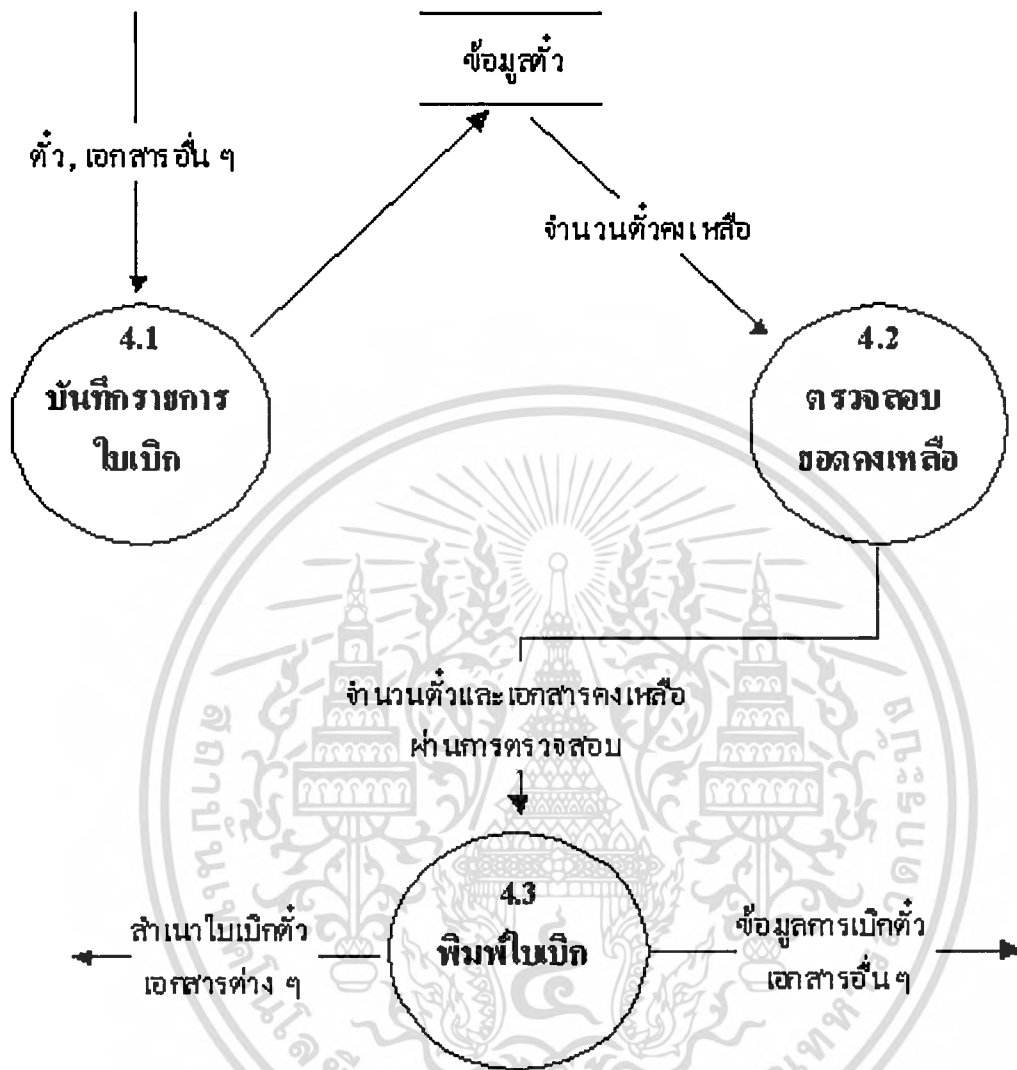 ข้อมูลตั๋ว
ตั๋ว, เอกสารอื่น ๆ
จำนวนตั๋วคงเหลือ
4.1
บันทึกรายการ
ใบเบิก
4.2
ตรวจสอบ
ยอดคงเหลือ
จำนวนตั๋วและเอกสารคงเหลือ
ผ่านการตรวจสอบ
4.3
พิมพ์ใบเบิก
สำเนาใบเบิกตั๋ว
เอกสารต่าง ๆ
ข้อมูลการเบิกตั๋ว
เอกสารอื่นๆ